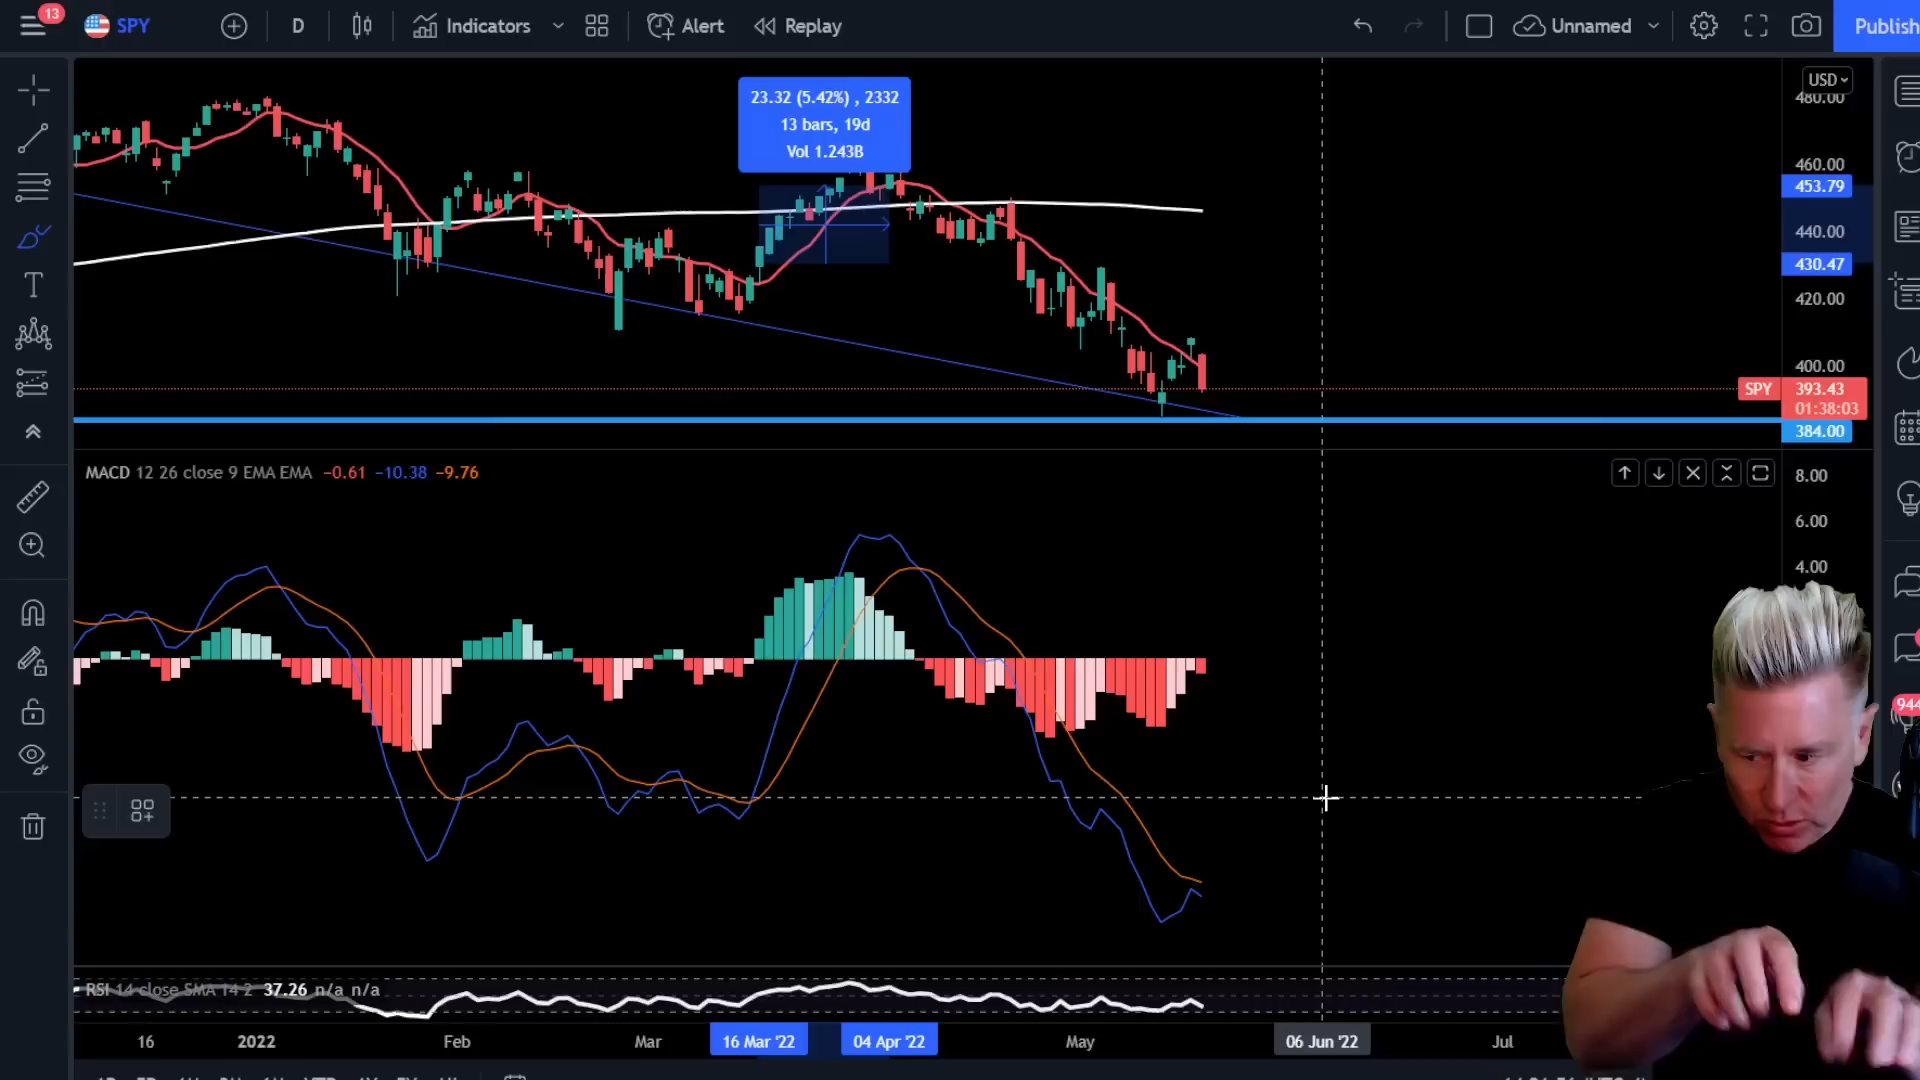 13
SPY
D
Indicators
Alert
Replay
Unnamed
Publish
23.32 (5.42%) , 2332
13 bars, 19d
Vol 1.243B
USD
480.00
460.00
453.79
440.00
430.47
420.00
400.00
SPY 393.43
01:38:03
384.00
MACD 12 26 close 9 EMA EMA −0.61 −10.38 −9.76
8.00
6.00
4.00
944
RSI 14 close SMA 14 2 37.26 n/a n/a
16 2022 Feb Mar 16 Mar '22 04 Apr '22 May 06 Jun '22 Jul